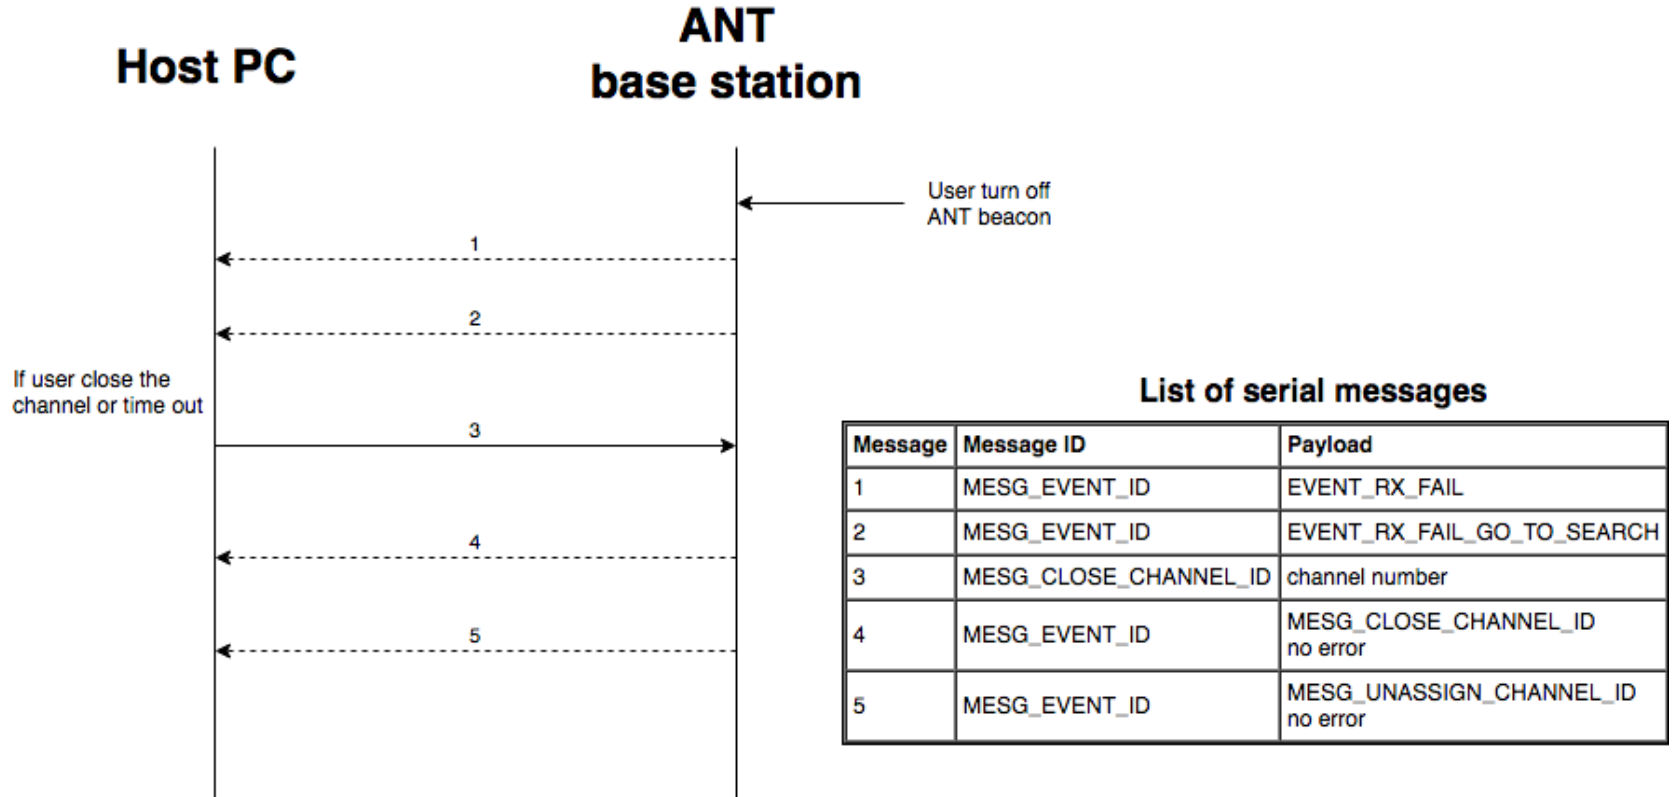 Host PC
ANT
base station
User turn off
ANT beacon
1
2
If user close the
channel or time out
3
4
5
List of serial messages
Message Message ID Payload
1 MESG_EVENT_ID EVENT_RX_FAIL
2 MESG_EVENT_ID EVENT_RX_FAIL_GO_TO_SEARCH
3 MESG_CLOSE_CHANNEL_ID channel number
4 MESG_EVENT_ID MESG_CLOSE_CHANNEL_ID
no error
5 MESG_EVENT_ID MESG_UNASSIGN_CHANNEL_ID
no error